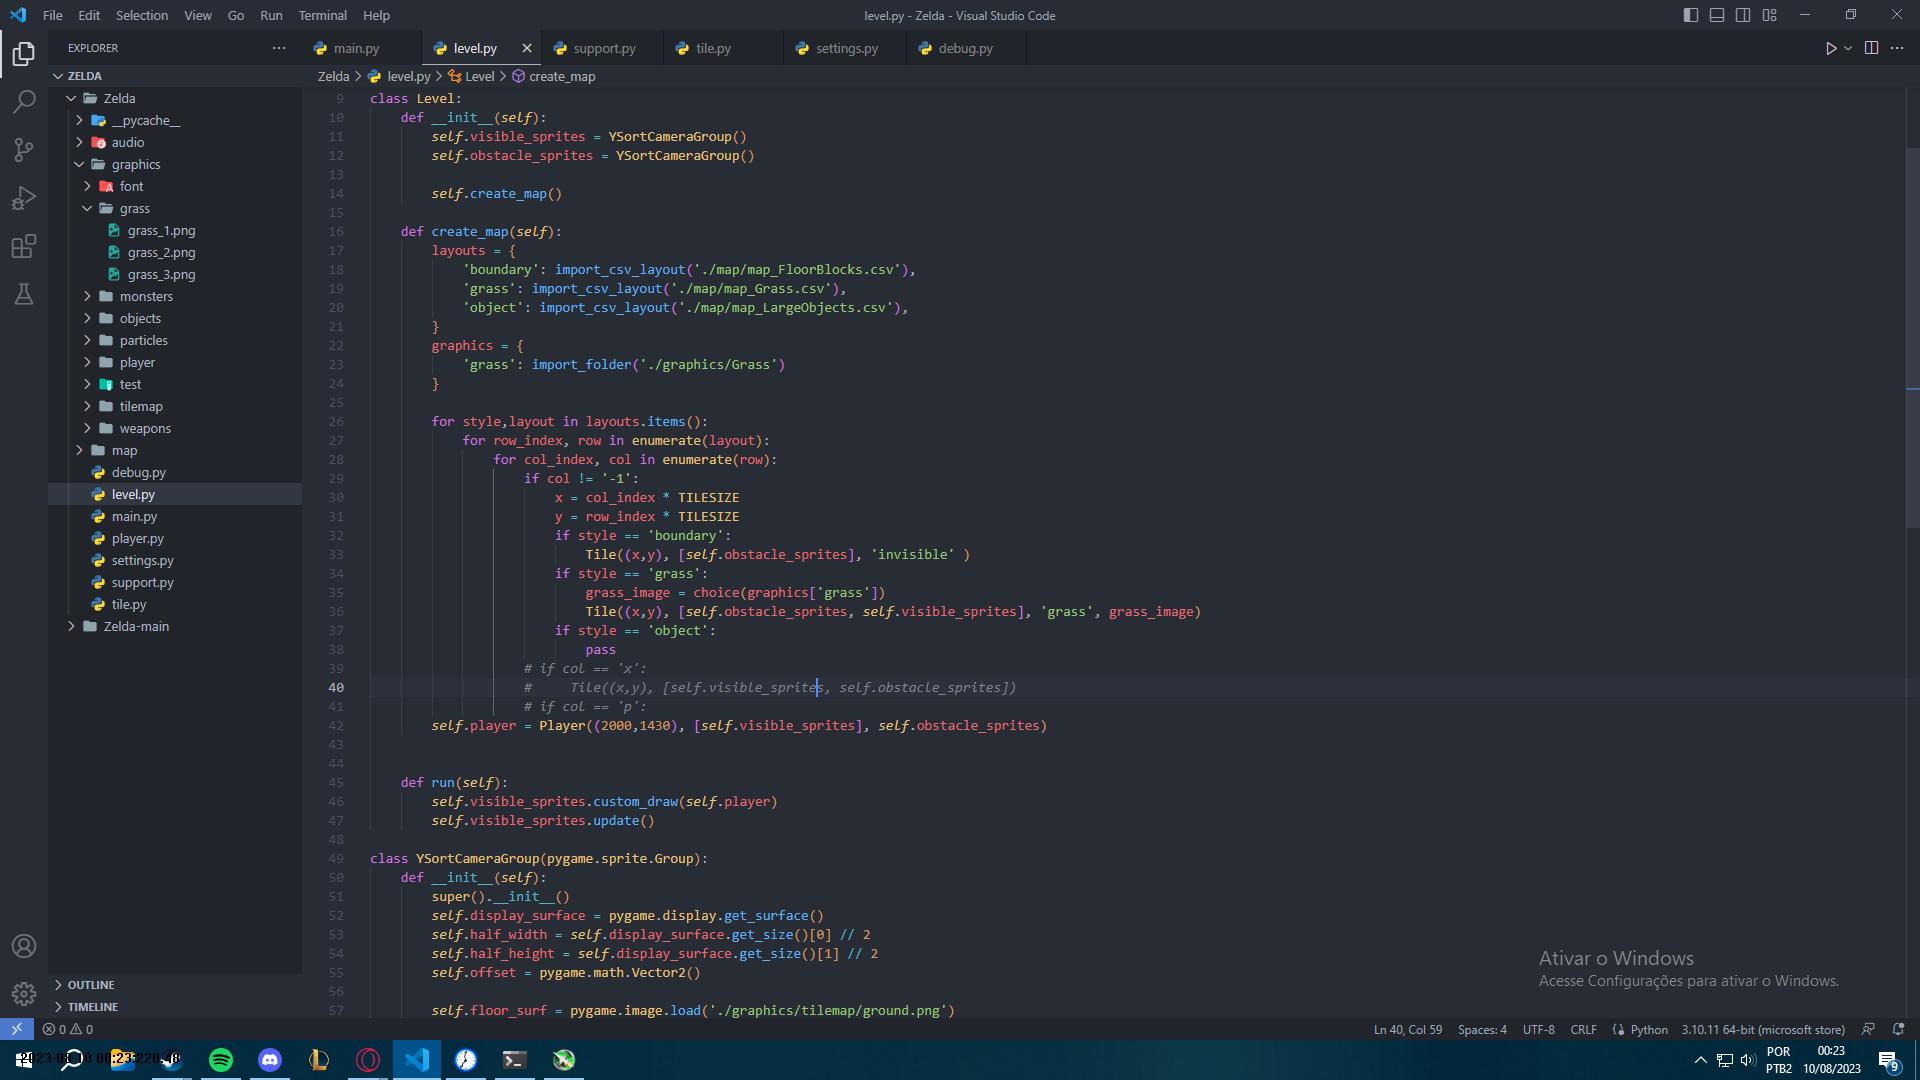 File Edit Selection View Go Run Terminal Help
level.py - Zelda - Visual Studio Code
EXPLORER
main.py
level.py
support.py
tile.py
settings.py
debug.py
ZELDA
Zelda
__pycache__
audio
graphics
font
grass
grass_1.png
grass_2.png
grass_3.png
monsters
objects
particles
player
test
tilemap
weapons
map
debug.py
level.py
main.py
player.py
settings.py
support.py
tile.py
Zelda-main
OUTLINE
TIMELINE
Zelda > level.py > Level > create_map
9 class Level:
10     def __init__(self):
11         self.visible_sprites = YSortCameraGroup()
12         self.obstacle_sprites = YSortCameraGroup()
13
14         self.create_map()
15
16     def create_map(self):
17         layouts = {
18             'boundary': import_csv_layout('./map/map_FloorBlocks.csv'),
19             'grass': import_csv_layout('./map/map_Grass.csv'),
20             'object': import_csv_layout('./map/map_LargeObjects.csv'),
21         }
22         graphics = {
23             'grass': import_folder('./graphics/Grass')
24         }
25
26         for style,layout in layouts.items():
27             for row_index, row in enumerate(layout):
28                 for col_index, col in enumerate(row):
29                     if col != '-1':
30                         x = col_index * TILESIZE
31                         y = row_index * TILESIZE
32                         if style == 'boundary':
33                             Tile((x,y), [self.obstacle_sprites], 'invisible' )
34                         if style == 'grass':
35                             grass_image = choice(graphics['grass'])
36                             Tile((x,y), [self.obstacle_sprites, self.visible_sprites], 'grass', grass_image)
37                         if style == 'object':
38                             pass
39                     # if col == 'x':
40                     #     Tile((x,y), [self.visible_sprites, self.obstacle_sprites])
41                     # if col == 'p':
42         self.player = Player((2000,1430), [self.visible_sprites], self.obstacle_sprites)
43
44
45     def run(self):
46         self.visible_sprites.custom_draw(self.player)
47         self.visible_sprites.update()
48
49 class YSortCameraGroup(pygame.sprite.Group):
50     def __init__(self):
51         super().__init__()
52         self.display_surface = pygame.display.get_surface()
53         self.half_width = self.display_surface.get_size()[0] // 2
54         self.half_height = self.display_surface.get_size()[1] // 2
55         self.offset = pygame.math.Vector2()
56
57         self.floor_surf = pygame.image.load('./graphics/tilemap/ground.png')
Ativar o Windows
Acesse Configurações para ativar o Windows.
0 0
Ln 40, Col 59 Spaces: 4 UTF-8 CRLF Python 3.10.11 64-bit (microsoft store)
POR
PTB2
00:23
10/08/2023
9